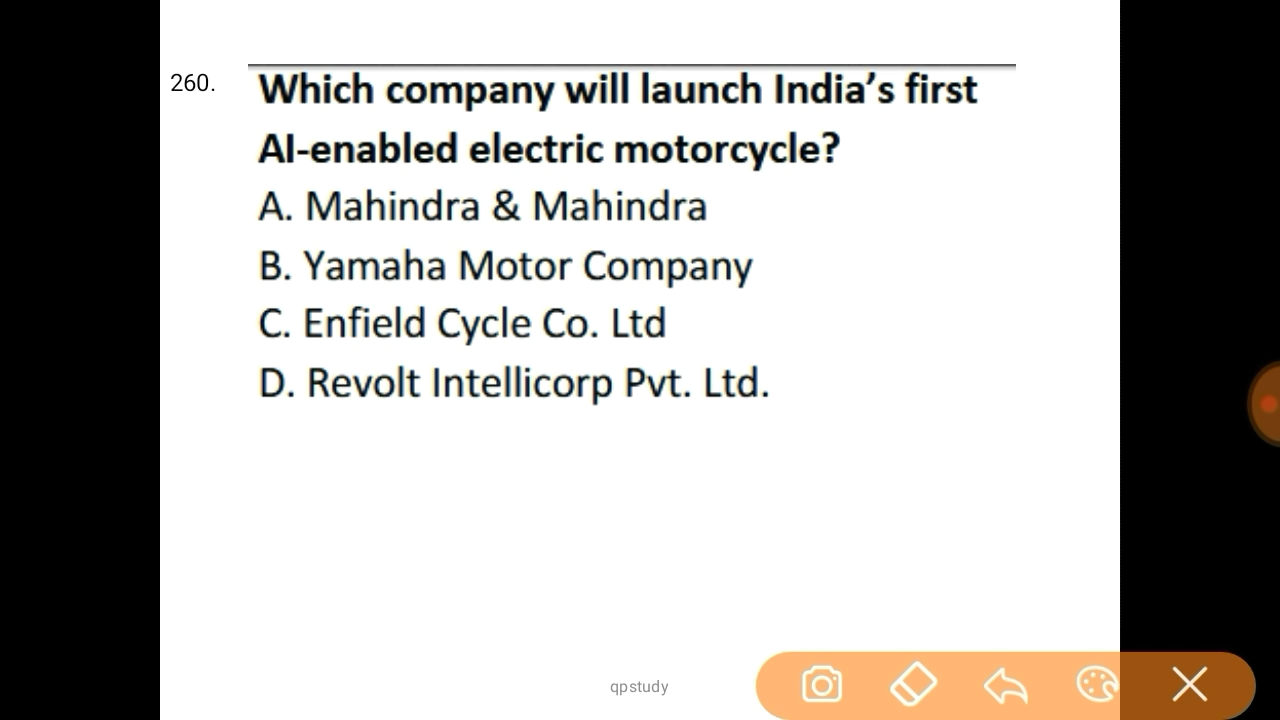 260.
Which company will launch India’s first
AI-enabled electric motorcycle?
A. Mahindra & Mahindra
B. Yamaha Motor Company
C. Enfield Cycle Co. Ltd
D. Revolt Intellicorp Pvt. Ltd.
qpstudy